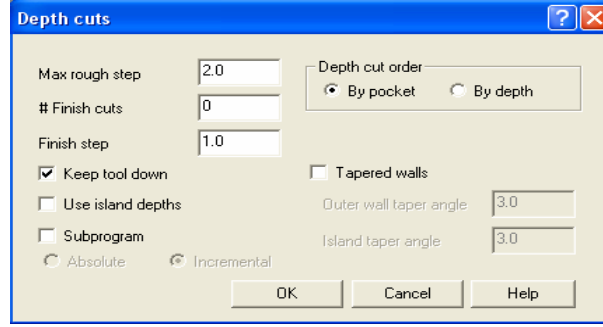 Depth cuts
Max rough step 2.0
# Finish cuts 0
Finish step 1.0
Keep tool down
Use island depths
Subprogram
Absolute Incremental
Depth cut order
By pocket By depth
Tapered walls
Outer wall taper angle 3.0
Island taper angle 3.0
OK Cancel Help